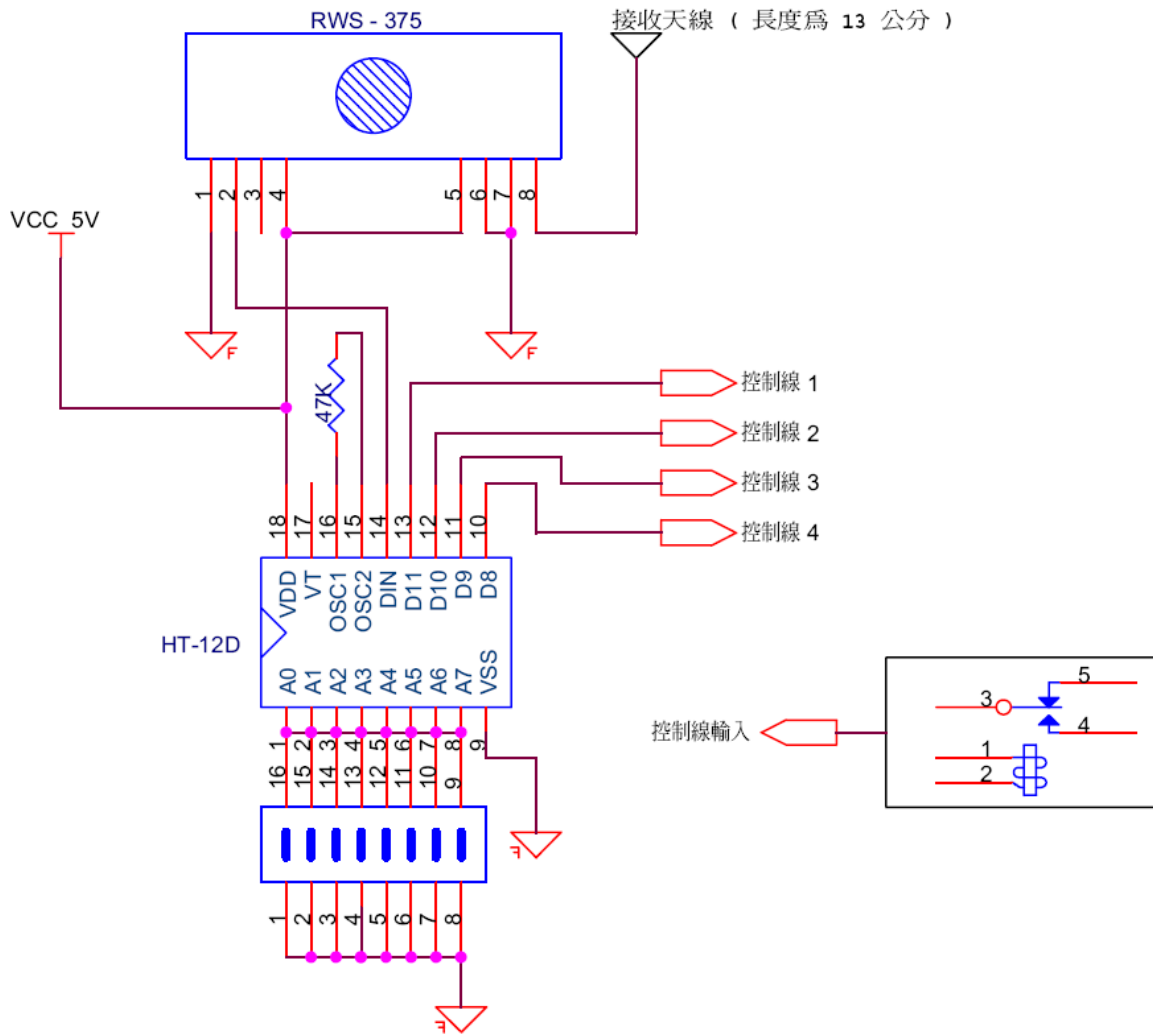 RWS - 375
接收天線 ( 長度為 13 公分 )
1 2 3 4 5 6 7 8
VCC 5V
F F
47K
控制線 1
控制線 2
控制線 3
控制線 4
18 17 16 15 14 13 12 11 10
VDD VT OSC1 OSC2 DIN D11 D10 D9 D8
HT-12D
A0 A1 A2 A3 A4 A5 A6 A7 VSS
1 2 3 4 5 6 7 8 9
16 15 14 13 12 11 10 9
F
1 2 3 4 5 6 7 8
F
控制線輸入
5
3
4
1
2